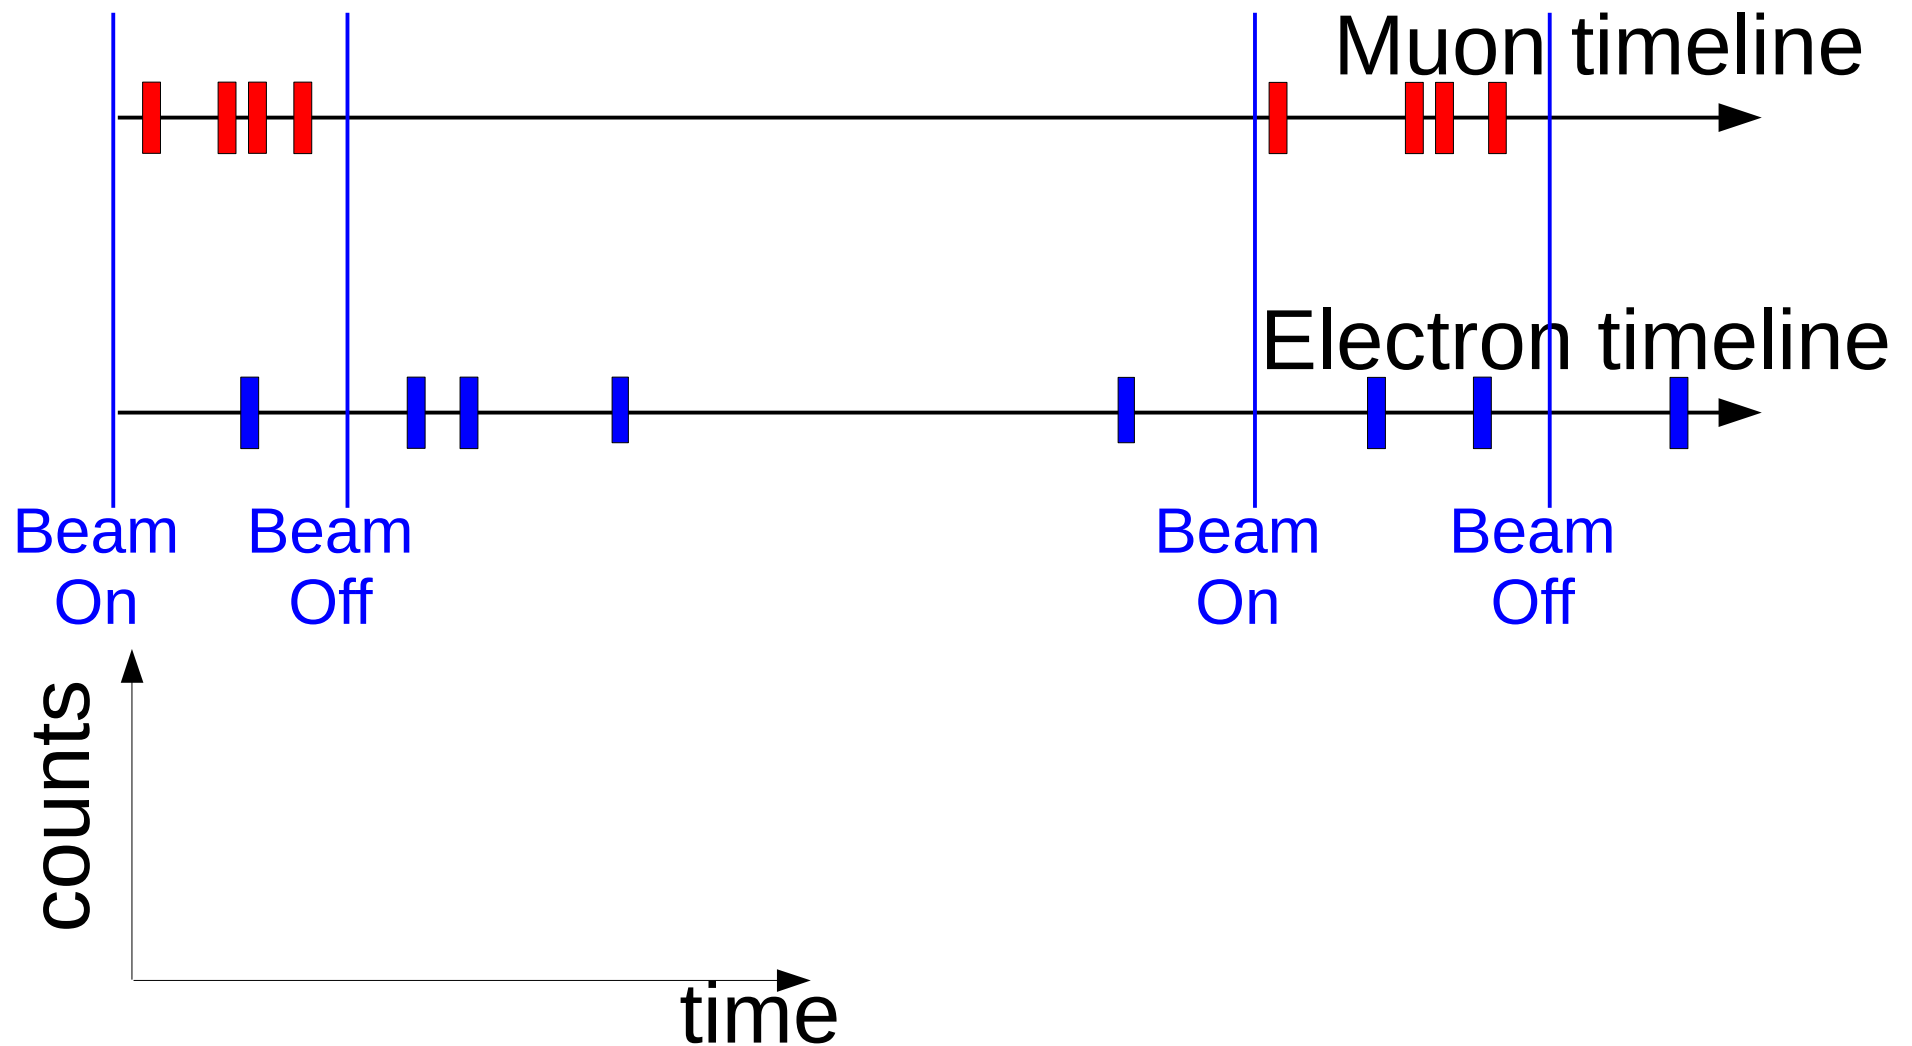 Muon timeline
Electron timeline
Beam
On
Beam
Off
Beam
On
Beam
Off
counts
time